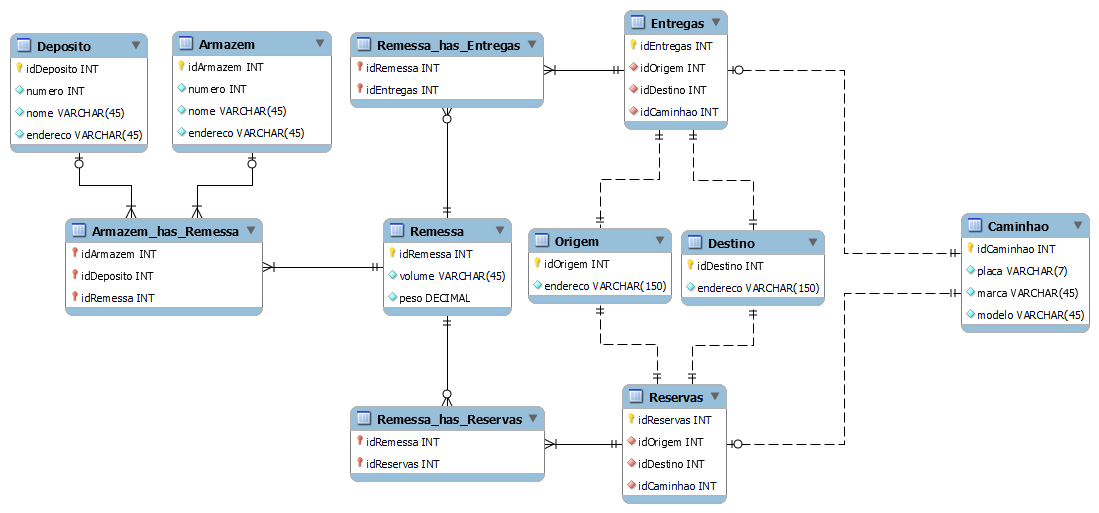 Deposito
idDeposito INT
numero INT
nome VARCHAR(45)
endereco VARCHAR(45)
Armazem
idArmazem INT
numero INT
nome VARCHAR(45)
endereco VARCHAR(45)
Remessa_has_Entregas
idRemessa INT
idEntregas INT
Entregas
idEntregas INT
idOrigem INT
idDestino INT
idCaminhao INT
Armazem_has_Remessa
idArmazem INT
idDeposito INT
idRemessa INT
Remessa
idRemessa INT
volume VARCHAR(45)
peso DECIMAL
Origem
idOrigem INT
endereco VARCHAR(150)
Destino
idDestino INT
endereco VARCHAR(150)
Caminhao
idCaminhao INT
placa VARCHAR(7)
marca VARCHAR(45)
modelo VARCHAR(45)
Remessa_has_Reservas
idRemessa INT
idReservas INT
Reservas
idReservas INT
idOrigem INT
idDestino INT
idCaminhao INT